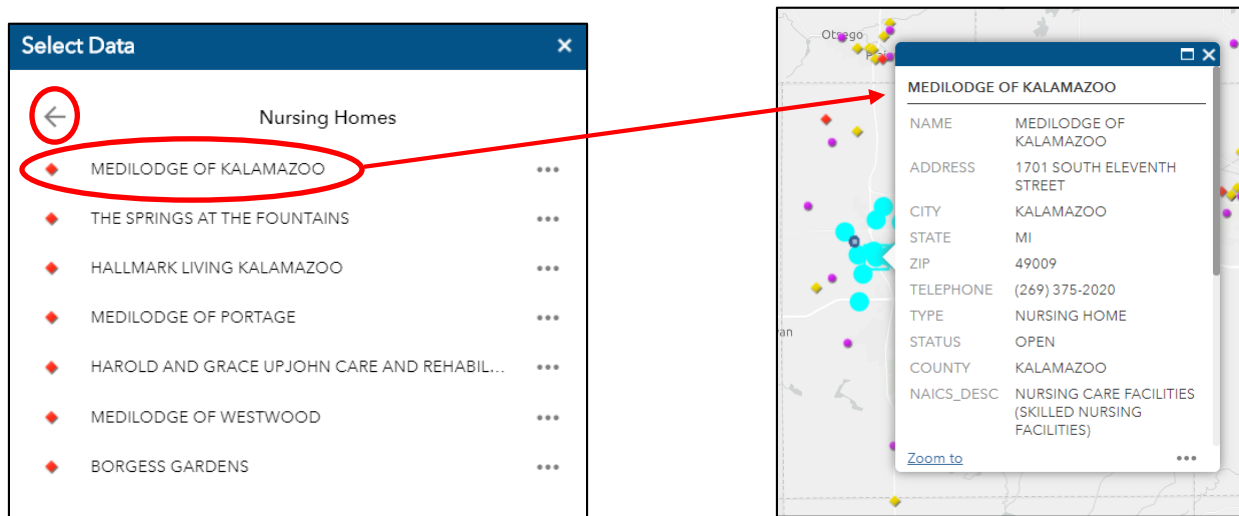 Select Data
Nursing Homes
MEDILODGE OF KALAMAZOO
THE SPRINGS AT THE FOUNTAINS
HALLMARK LIVING KALAMAZOO
MEDILODGE OF PORTAGE
HAROLD AND GRACE UPJOHN CARE AND REHABIL...
MEDILODGE OF WESTWOOD
BORGESS GARDENS
Otsego
MEDILODGE OF KALAMAZOO
NAME MEDILODGE OF
KALAMAZOO
ADDRESS 1701 SOUTH ELEVENTH
STREET
CITY KALAMAZOO
STATE MI
ZIP 49009
TELEPHONE (269) 375-2020
TYPE NURSING HOME
STATUS OPEN
COUNTY KALAMAZOO
NAICS_DESC NURSING CARE FACILITIES
(SKILLED NURSING
FACILITIES)
Zoom to